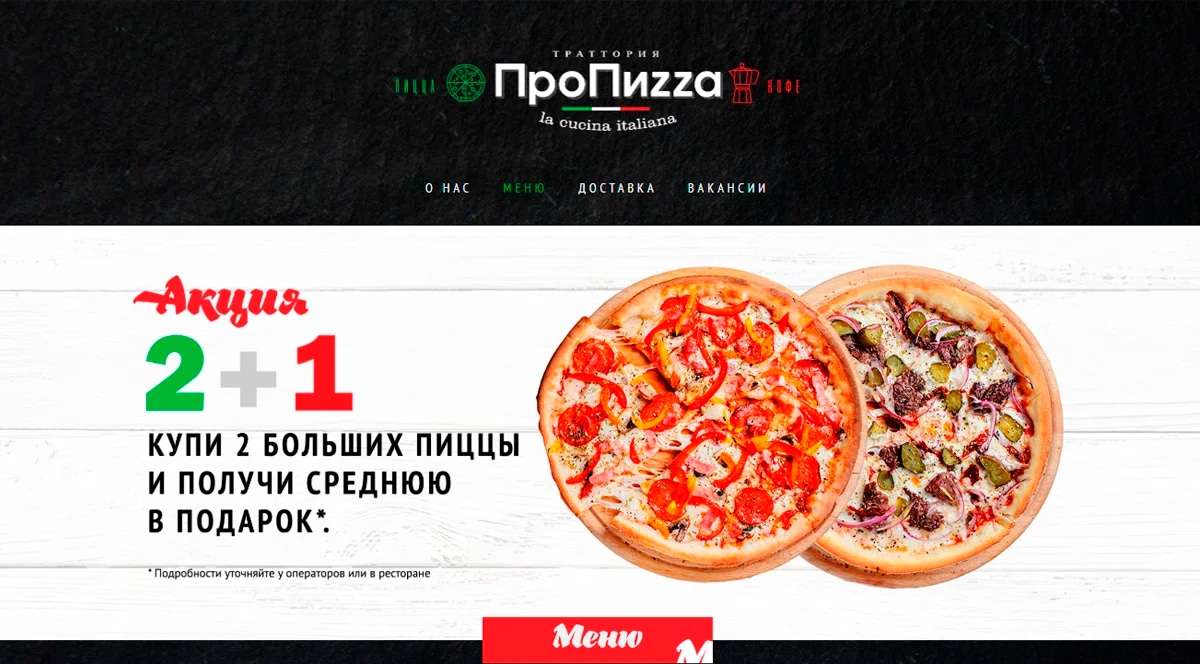 ТРАТТОРИЯ
ПИЦЦА ПроПиzzа КОФЕ
la cucina italiana
О НАС МЕНЮ ДОСТАВКА ВАКАНСИИ
Акция
2+1
КУПИ 2 БОЛЬШИХ ПИЦЦЫ
И ПОЛУЧИ СРЕДНЮЮ
В ПОДАРОК*.
* Подробности уточняйте у операторов или в ресторане
Меню